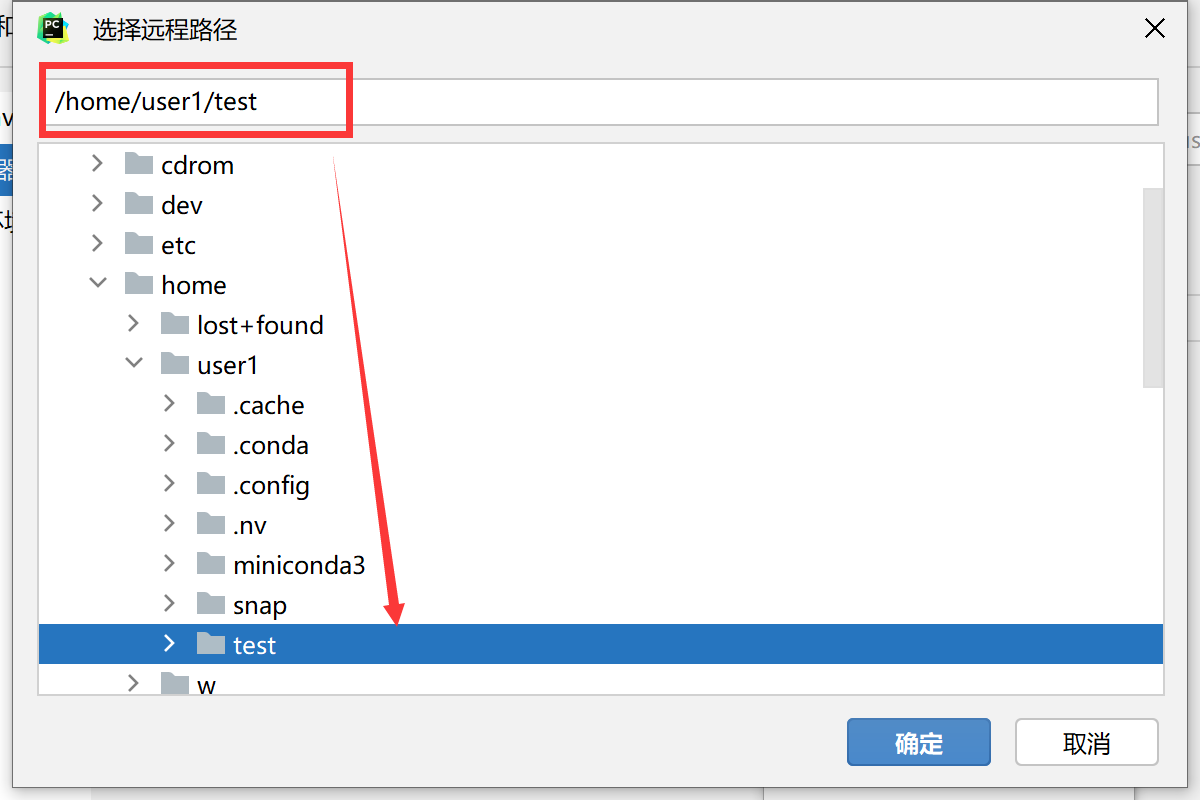 PC
选择远程路径
/home/user1/test
cdrom
dev
etc
home
lost+found
user1
.cache
.conda
.config
.nv
miniconda3
snap
test
w
确定
取消